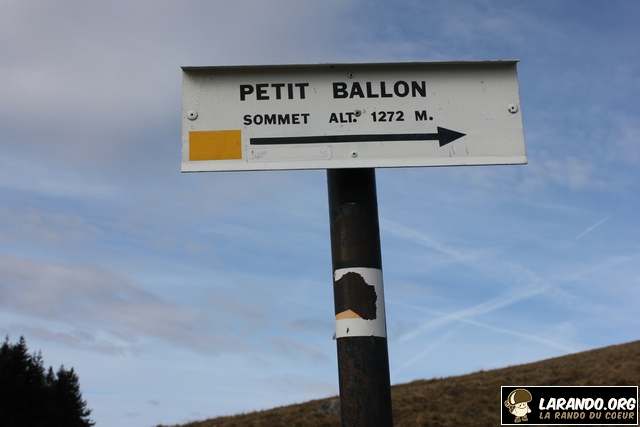 PETIT BALLON
SOMMET ALT. 1272 M.
LARANDO.ORG
LA RANDO DU COEUR